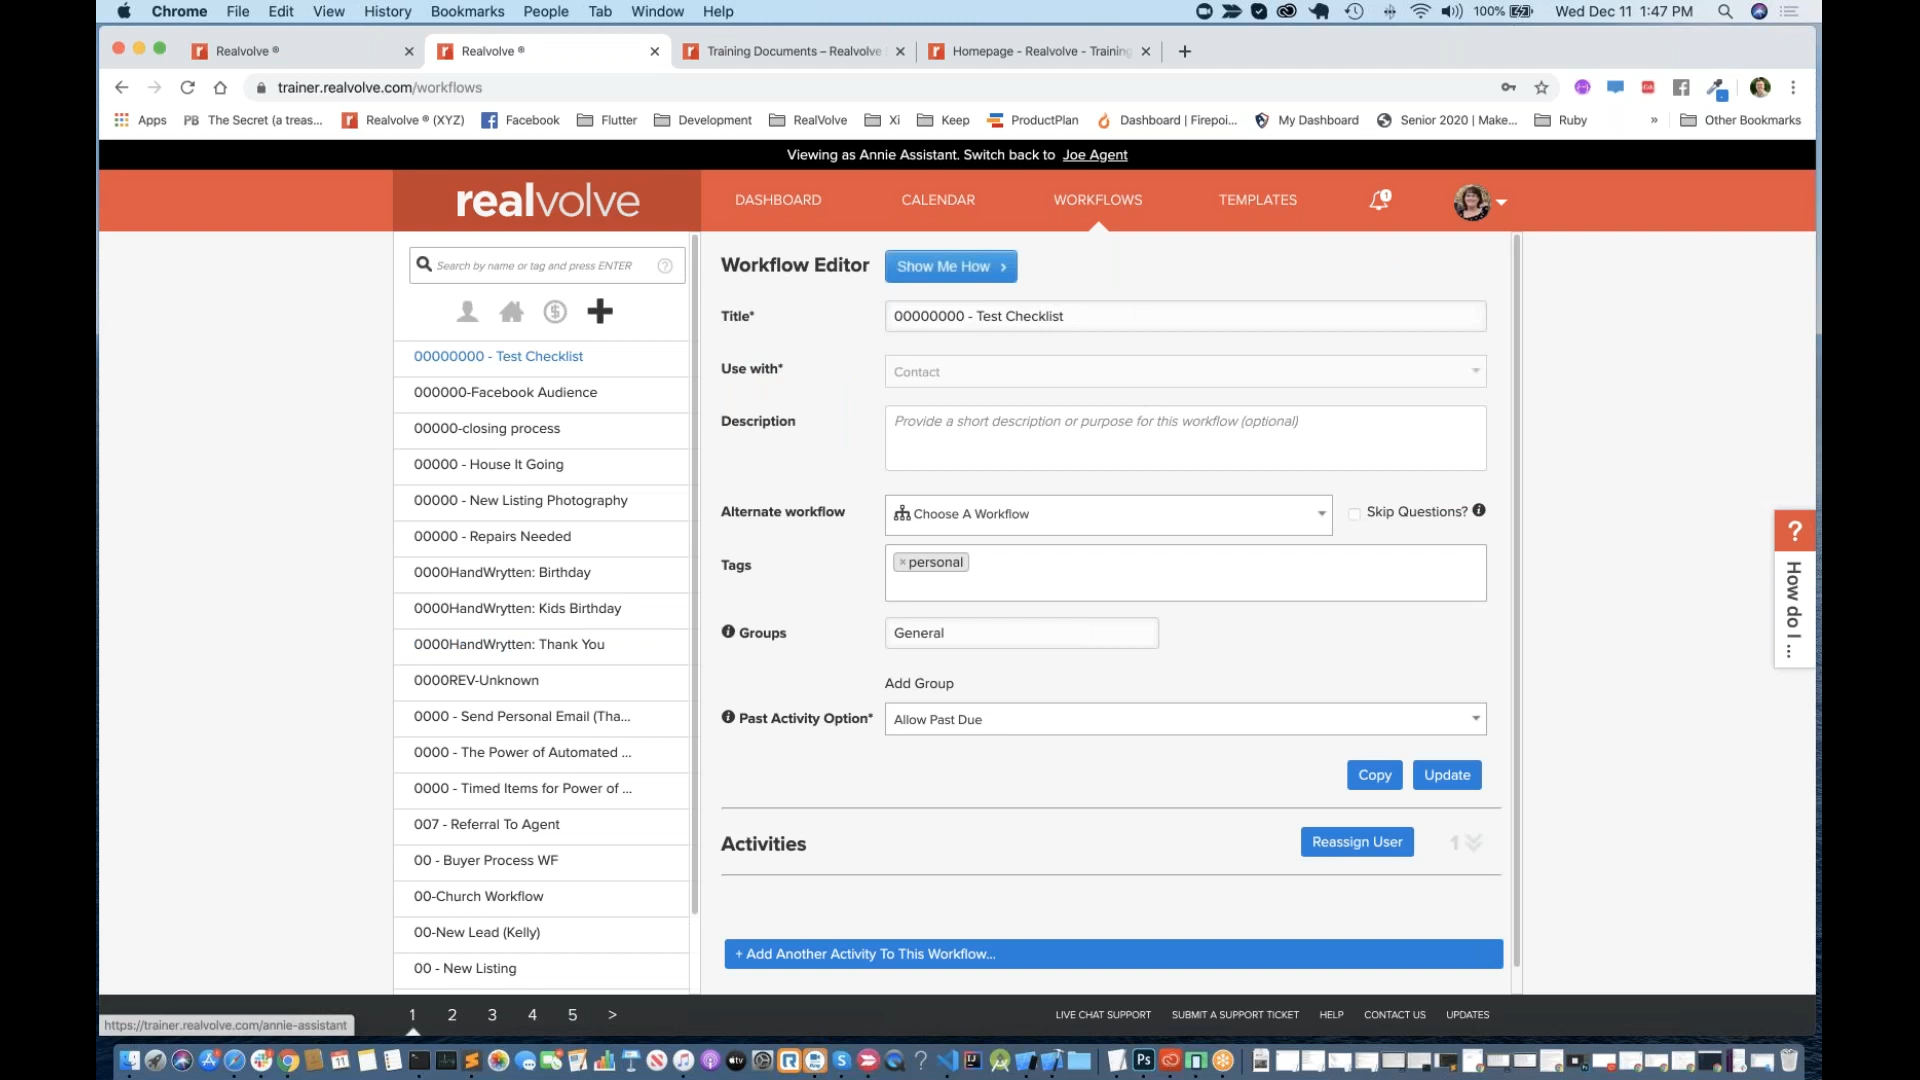 Chrome File Edit View History Bookmarks People Tab Window Help 100% Wed Dec 11 1:47 PM
Realvolve ® Realvolve ® Training Documents – Realvolve Homepage - Realvolve - Training
trainer.realvolve.com/workflows
Apps PB The Secret (a treas... Realvolve ® (XYZ) Facebook Flutter Development RealVolve Xi Keep ProductPlan Dashboard | Firepoi... My Dashboard Senior 2020 | Make... Ruby » Other Bookmarks
Viewing as Annie Assistant. Switch back to Joe Agent
realvolve DASHBOARD CALENDAR WORKFLOWS TEMPLATES 1
Search by name or tag and press ENTER
00000000 - Test Checklist
000000-Facebook Audience
00000-closing process
00000 - House It Going
00000 - New Listing Photography
00000 - Repairs Needed
0000HandWrytten: Birthday
0000HandWrytten: Kids Birthday
0000HandWrytten: Thank You
0000REV-Unknown
0000 - Send Personal Email (Tha...
0000 - The Power of Automated ...
0000 - Timed Items for Power of ...
007 - Referral To Agent
00 - Buyer Process WF
00-Church Workflow
00-New Lead (Kelly)
00 - New Listing
Workflow Editor Show Me How ›
Title* 00000000 - Test Checklist
Use with* Contact
Description Provide a short description or purpose for this workflow (optional)
Alternate workflow Choose A Workflow Skip Questions?
Tags × personal
Groups General
Add Group
Past Activity Option* Allow Past Due
Copy Update
Activities Reassign User 1
+ Add Another Activity To This Workflow...
? How do I ...
1 2 3 4 5 >
LIVE CHAT SUPPORT SUBMIT A SUPPORT TICKET HELP CONTACT US UPDATES
https://trainer.realvolve.com/annie-assistant